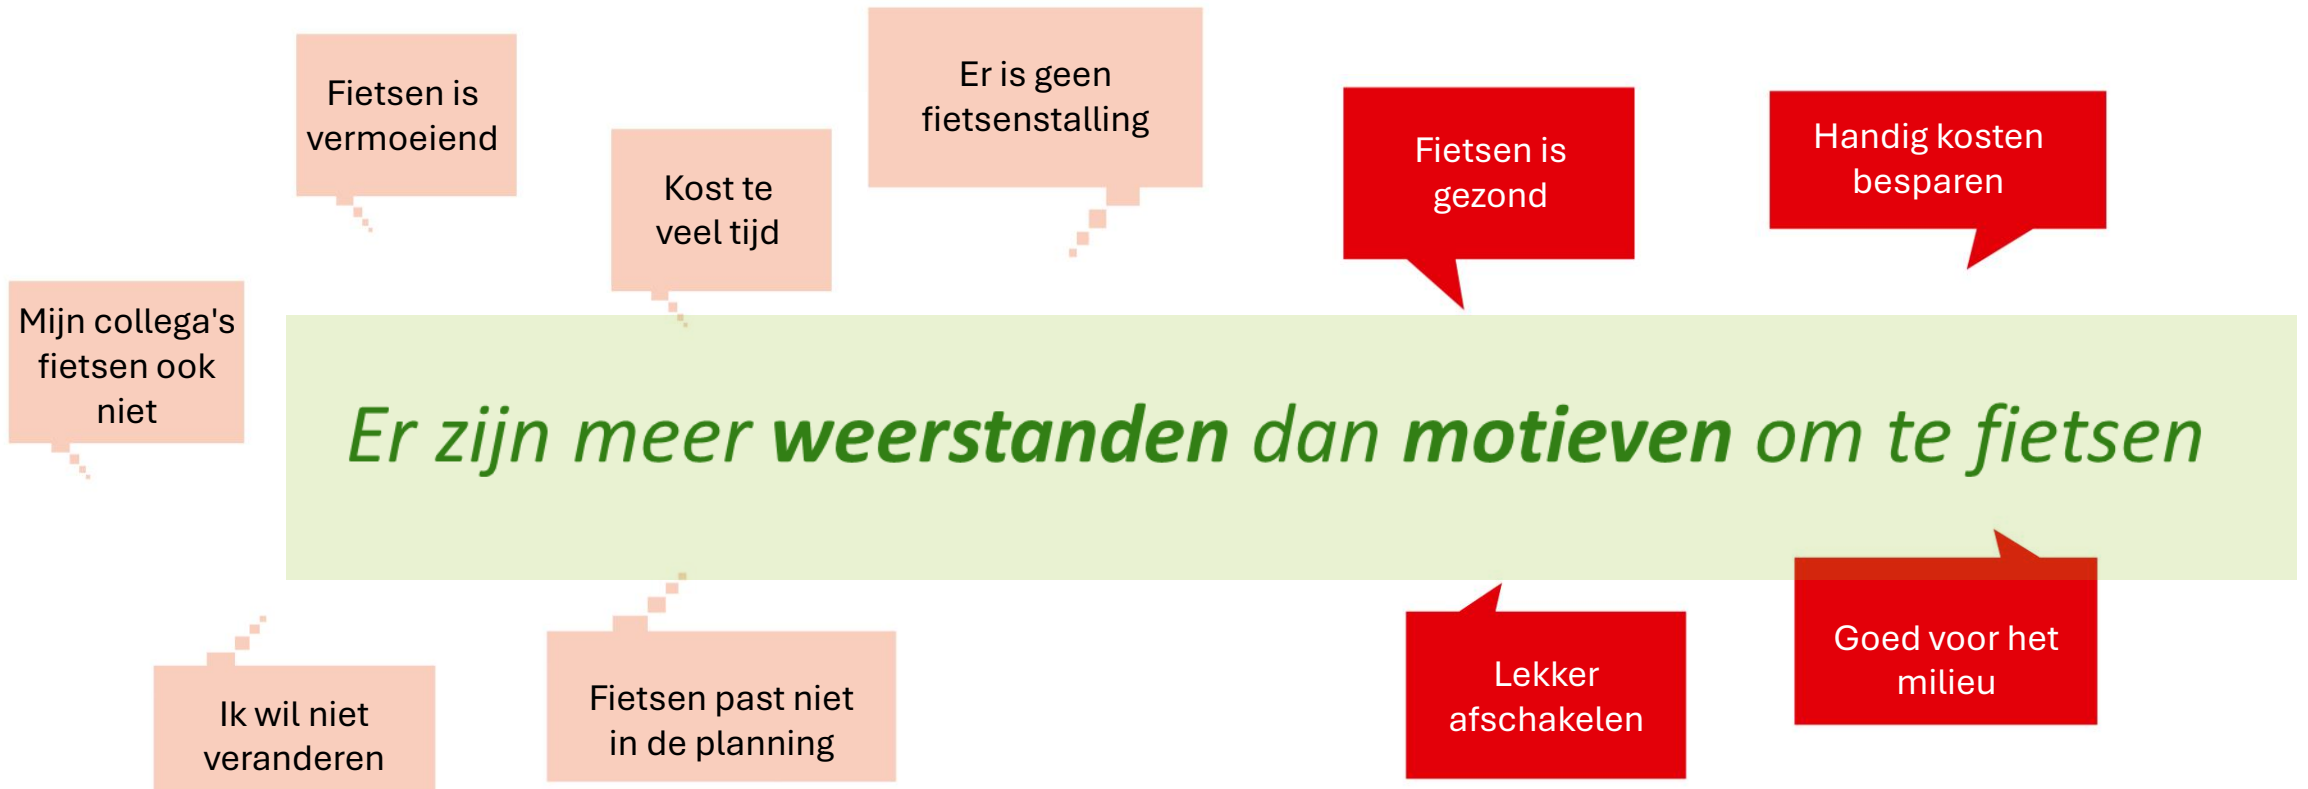 Fietsen is
vermoeiend
Kost te
veel tijd
Er is geen
fietsenstalling
Fietsen is
gezond
Handig kosten
besparen
Mijn collega's
fietsen ook
niet
Er zijn meer weerstanden dan motieven om te fietsen
Ik wil niet
veranderen
Fietsen past niet
in de planning
Lekker
afschakelen
Goed voor het
milieu